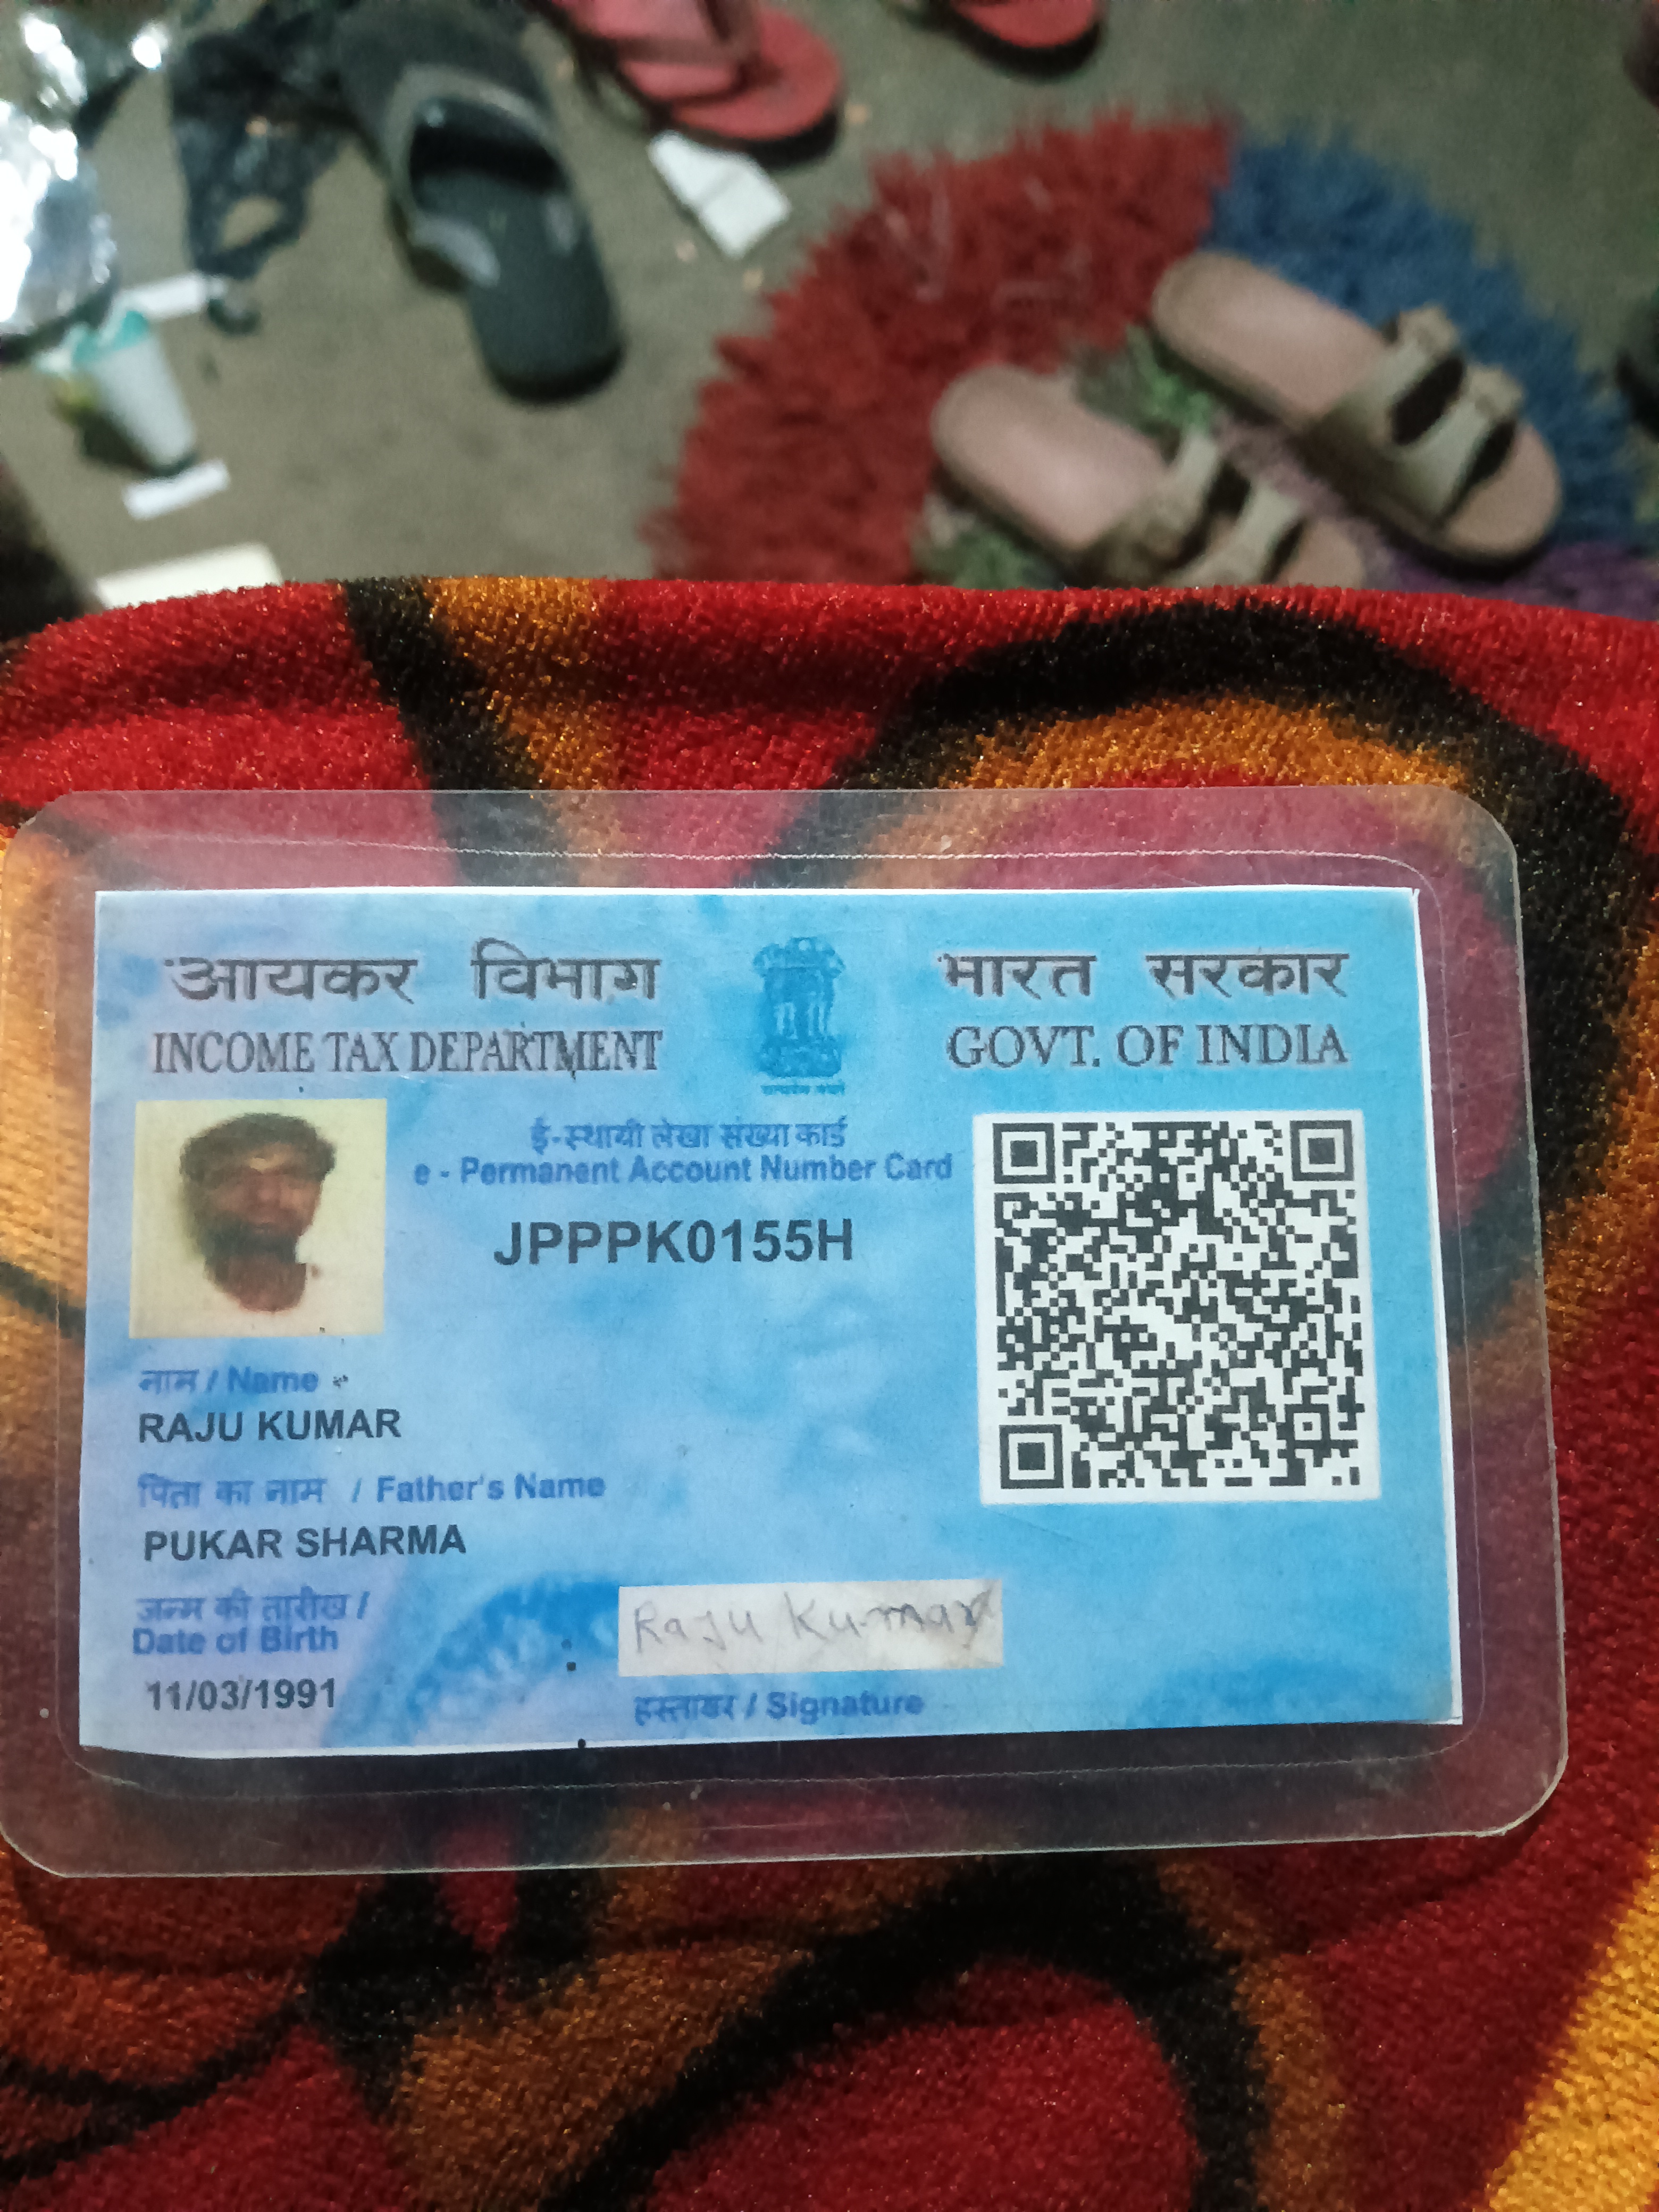 आयकर विभाग
INCOME TAX DEPARTMENT
भारत सरकार
GOVT. OF INDIA
ई-स्थायी लेखा संख्या कार्ड
e - Permanent Account Number Card
JPPPK0155H
नाम / Name
RAJU KUMAR
पिता का नाम / Father's Name
PUKAR SHARMA
जन्म की तारीख /
Date of Birth
11/03/1991
Raju Kumar
हस्ताक्षर / Signature